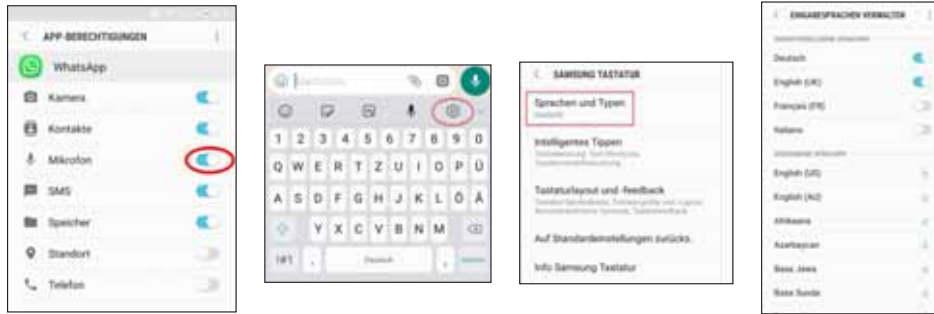 APP-BERECHTIGUNGEN
WhatsApp
Kamera
Kontakte
Mikrofon
SMS
Speicher
Standort
Telefon
1 2 3 4 5 6 7 8 9 0
Q W E R T Z U I O P Ü
A S D F G H J K L Ö Ä
Y X C V B N M
!#1 , Deutsch .
SAMSUNG TASTATUR
Sprachen und Typen
Deutsch
Intelligentes Tippen
Tastaturlayout und -feedback
Auf Standardeinstellungen zurücks.
Info Samsung Tastatur
EINGABESPRACHEN VERWALTEN
Deutsch
English (UK)
Français (FR)
Italiano
English (US)
English (AU)
Afrikaans
Azərbaycan
Basa Jawa
Basa Sunda